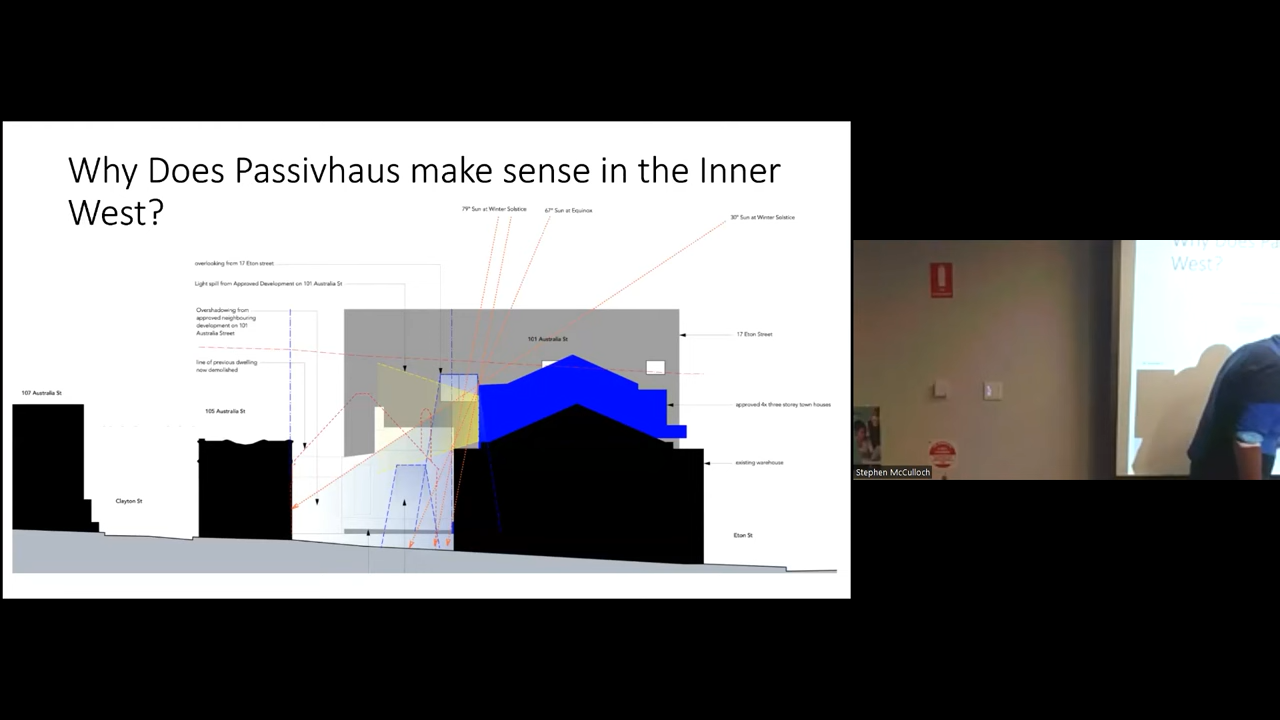 Why Does Passivhaus make sense in the Inner
West?
79° Sun at Winter Solstice
67° Sun at Equinox
30° Sun at Winter Solstice
overlooking from 17 Eton street
Light spill from Approved Development on 101 Australia St
Overshadowing from
approved neighbouring
development on 101
Australia Street
line of previous dwelling
now demolished
101 Australia St
17 Eton Street
107 Australia St
105 Australia St
approved 4x three storey town houses
existing warehouse
Clayton St
Eton St
West?
Stephen McCulloch